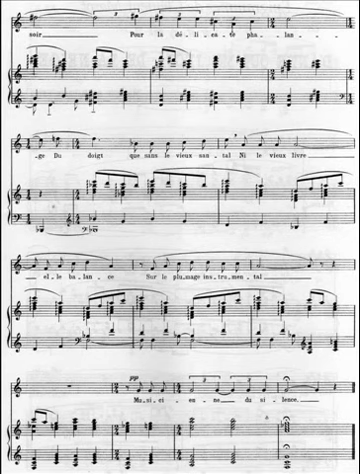 soir Pour la dé-li-ca-te pha-lan-
-ge Du doigt que sans le vieux san-tal Ni le vieux livre
el-le ba-lan-ce Sur le plumage ins-tru-men-tal
pp
Mu-si-ci-en-ne du si-lence.